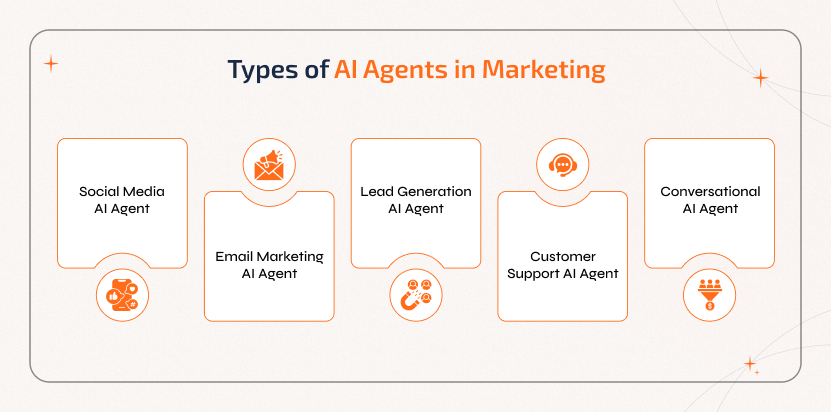 Types of AI Agents in Marketing
Social Media
AI Agent
Email Marketing
AI Agent
Lead Generation
AI Agent
Customer
Support AI Agent
Conversational
AI Agent